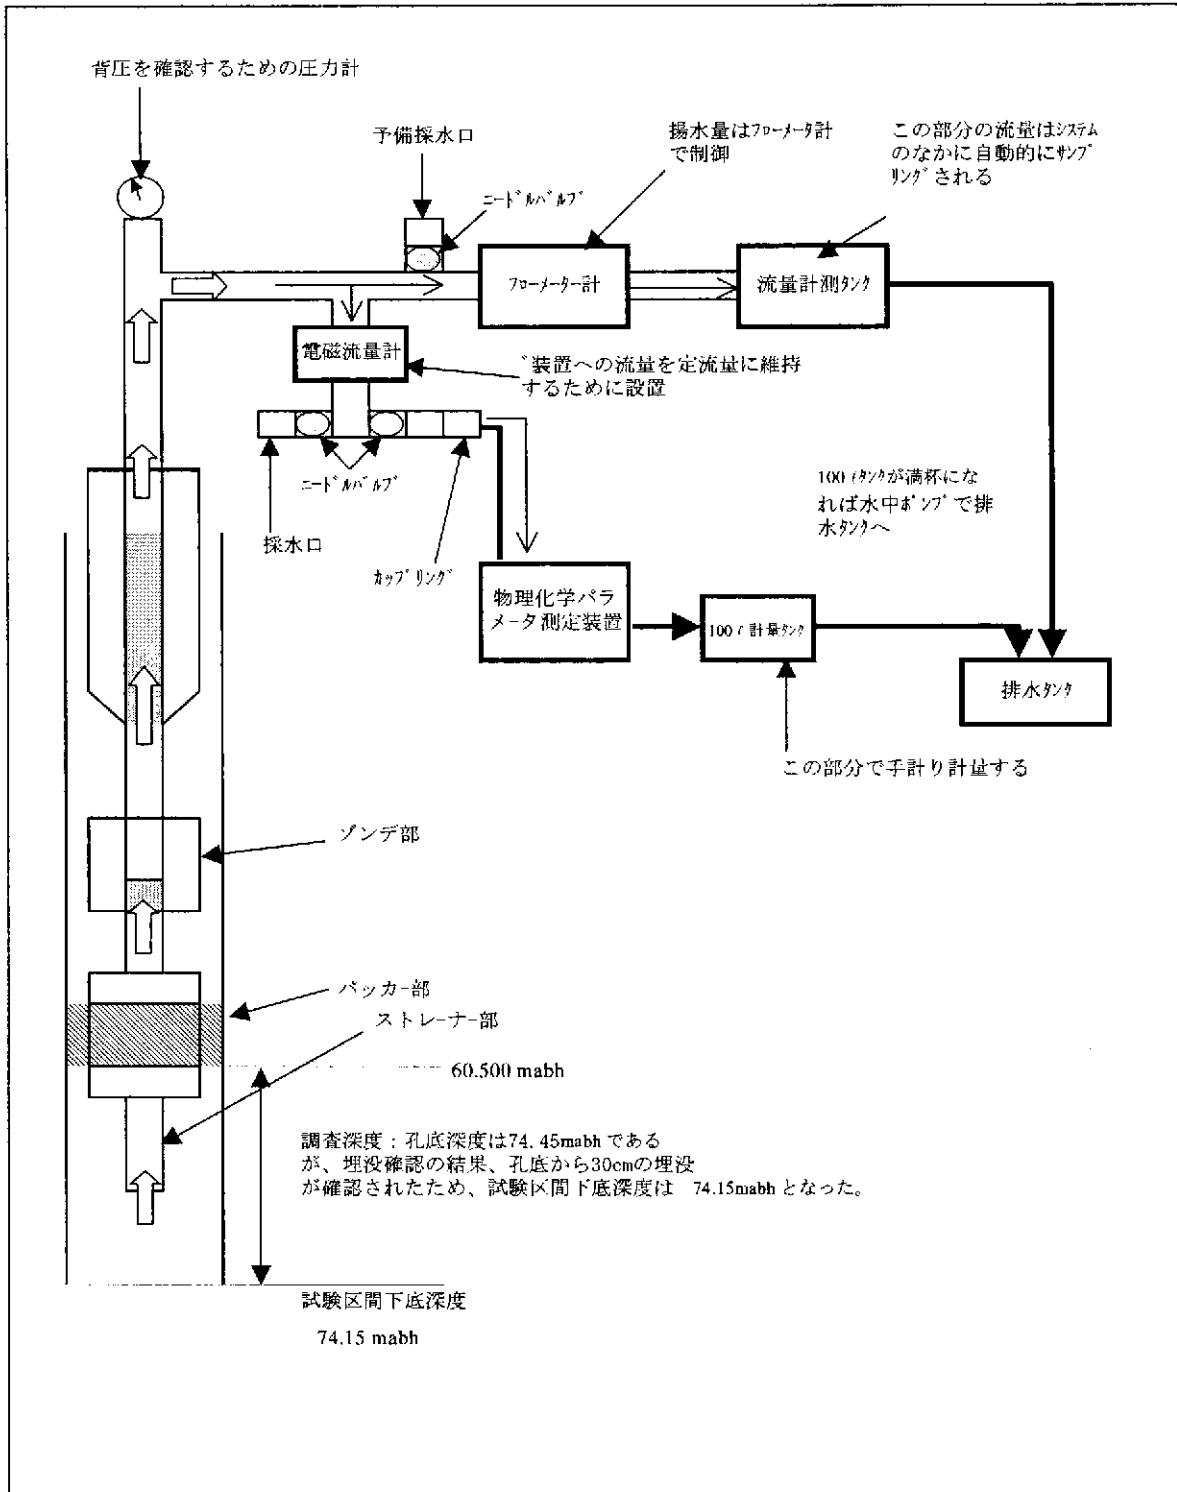 背圧を確認するための圧力計
予備採水口
ﾆｰﾄﾞﾙﾊﾞﾙﾌﾞ
揚水量はﾌﾛｰﾒｰﾀ計
で制御
この部分の流量はｼｽﾃﾑ
のなかに自動的にｻﾝﾌﾟ
ﾘﾝｸﾞされる
ﾌﾛｰﾒｰﾀｰ計
流量計測ﾀﾝｸ
電磁流量計
ﾞ装置への流量を定流量に維持
するために設置
ﾆｰﾄﾞﾙﾊﾞﾙﾌﾞ
採水口
ｶｯﾌﾟﾘﾝｸﾞ
100ℓﾀﾝｸが満杯にな
れば水中ﾎﾟﾝﾌﾟで排
水ﾀﾝｸへ
物理化学パラ
メータ測定装置
100ℓ計量ﾀﾝｸ
排水ﾀﾝｸ
この部分で手計り計量する
ゾンデ部
パッカー部
ストレーナー部
60.500 mabh
調査深度：孔底深度は74.45mabhである
が、埋没確認の結果、孔底から30cmの埋没
が確認されたため、試験区間下底深度は 74.15mabhとなった。
試験区間下底深度
74.15 mabh